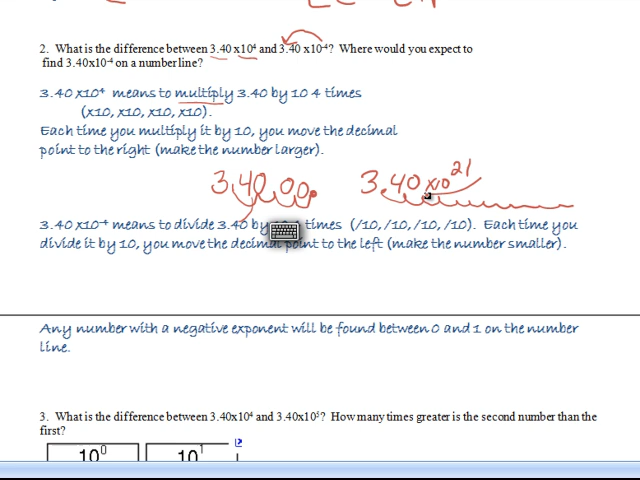 2. What is the difference between 3.40 x10⁴ and 3.40 x10⁻⁴? Where would you expect to
find 3.40x10⁻⁴ on a number line?
3.40 x10⁴ means to multiply 3.40 by 10 4 times
(x10, x10, x10, x10)
Each time you multiply it by 10, you move the decimal
point to the right (make the number larger).
3.40 00. 3.40 x10²¹
3.40 x10⁻⁴ means to divide 3.40 by times (/10, /10, /10, /10). Each time you
divide it by 10, you move the decimal point to the left (make the number smaller).
Any number with a negative exponent will be found between 0 and 1 on the number
line.
3. What is the difference between 3.40x10⁴ and 3.40x10⁵? How many times greater is the second number than the
first?
10⁰ 10¹